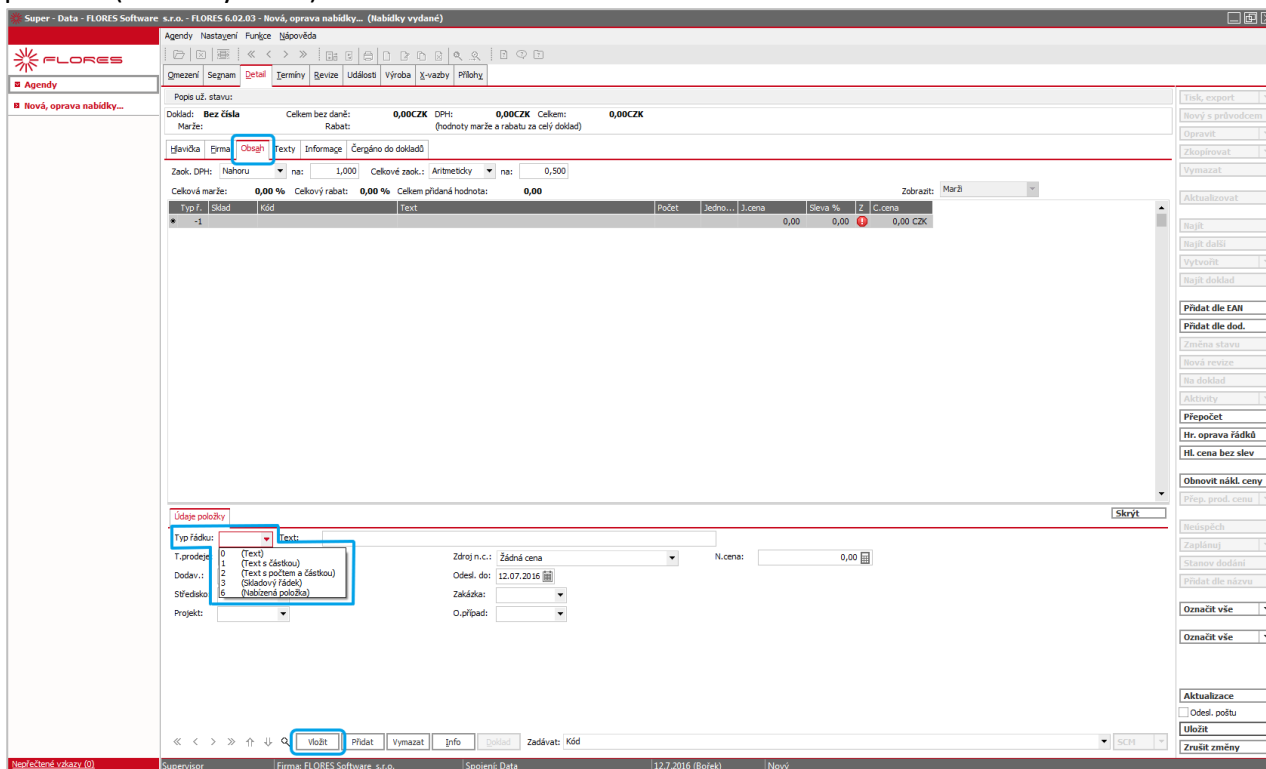 Super - Data - FLORES Software s.r.o. - FLORES 6.02.03 - Nová, oprava nabídky... (Nabídky vydané)
FLORES
Agendy Nastavení Funkce Nápověda
Omezení Seznam Detail Termíny Revize Události Výroba X-vazby Přílohy
Agendy
Nová, oprava nabídky...
Popis už. stavu:
Doklad: Bez čísla Celkem bez daně: 0,00CZK DPH: 0,00CZK Celkem: 0,00CZK
Marže: Rabat: (hodnoty marže a rabatu za celý doklad)
Hlavička Firma Obsah Texty Informace Čerpáno do dokladů
Zaok. DPH: Nahoru na: 1,000 Celkové zaok.: Aritmeticky na: 0,500
Celková marže: 0,00 % Celkový rabat: 0,00 % Celkem přidaná hodnota: 0,00 Zobrazit: Marži
Typ ř. Sklad Kód Text Počet Jedno... J.cena Sleva % Z C.cena
* -1 0,00 0,00 0,00 CZK
Údaje položky Skrýt
Typ řádku: Text:
0 (Text)
1 (Text s částkou)
2 (Text s počtem a částkou)
3 (Skladový řádek)
6 (Nabízená položka)
T.prodeje Zdroj n.c.: Žádná cena N.cena: 0,00
Dodav.: Odesl. do: 12.07.2016
Středisko Zakázka:
Projekt: O.případ:
Vložit Přidat Vymazat Info Doklad Zadávat: Kód SCM
Tisk, export
Nový s průvodcem
Opravit
Zkopírovat
Vymazat
Aktualizovat
Najít
Najít další
Vytvořit
Najít doklad
Přidat dle EAN
Přidat dle dod.
Změna stavu
Nová revize
Na doklad
Aktivity
Přepočet
Hr. oprava řádků
Hl. cena bez slev
Obnovit nákl. ceny
Přep. prod. cenu
Neúspěch
Zaplánuj
Stanov dodání
Přidat dle názvu
Označit vše
Označit vše
Aktualizace
Odesl. poštu
Uložit
Zrušit změny
Nepřečtené vzkazy (0) Supervisor Firma: FLORES Software s.r.o. Spojení: Data 12.7.2016 (Bořek) Nový